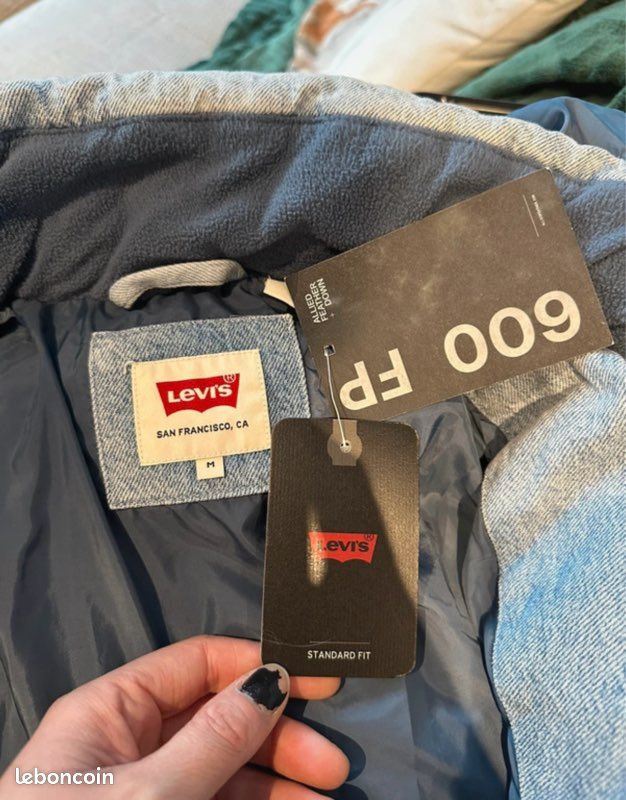 ALLIED
FEATHER
+ DOWN
600
FP
LEVI'S®
SAN FRANCISCO, CA
M
LEVI'S®
STANDARD FIT
leboncoin